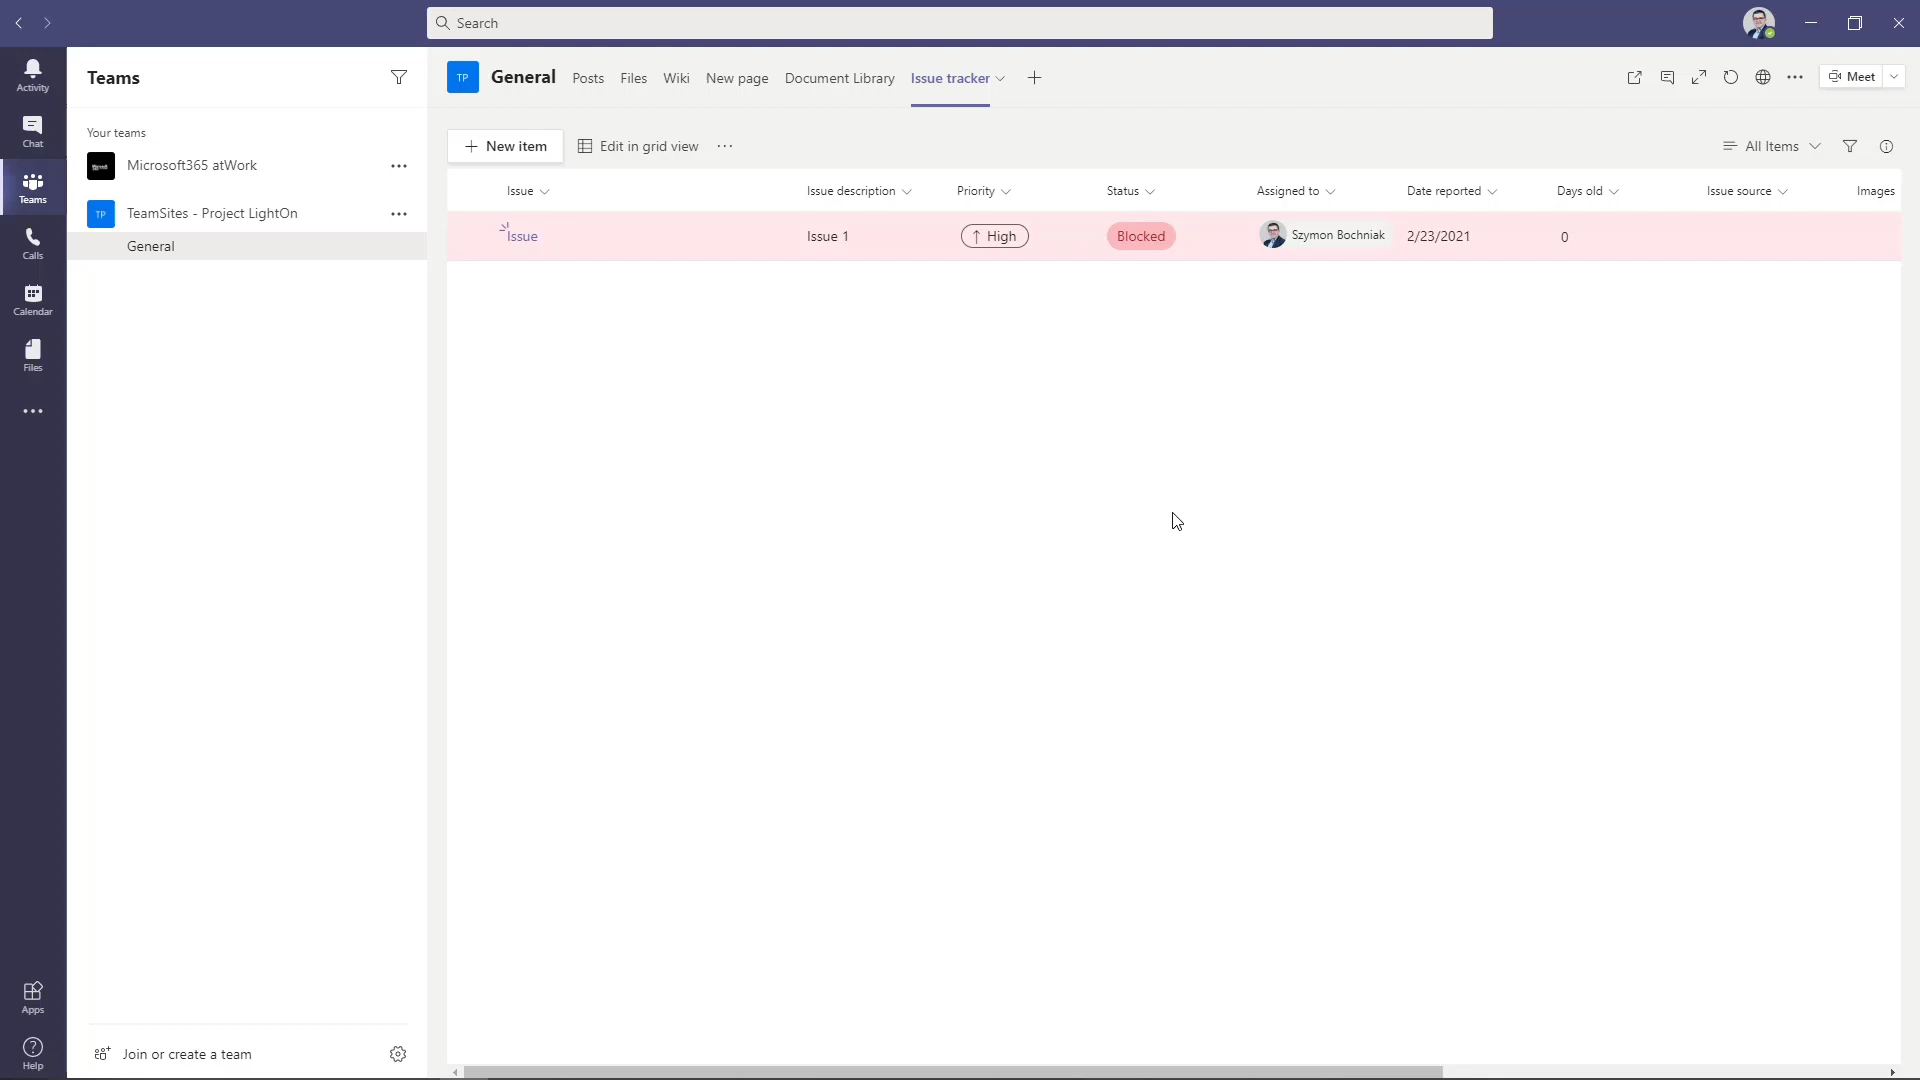 Search
Activity
Chat
Teams
Calls
Calendar
Files
Apps
Help
Teams
Your teams
Microsoft365 atWork
TP TeamSites - Project LightOn
General
Join or create a team
TP General Posts Files Wiki New page Document Library Issue tracker Meet
New item Edit in grid view All Items
Issue Issue description Priority Status Assigned to Date reported Days old Issue source Images
Issue Issue 1 High Blocked Szymon Bochniak 2/23/2021 0